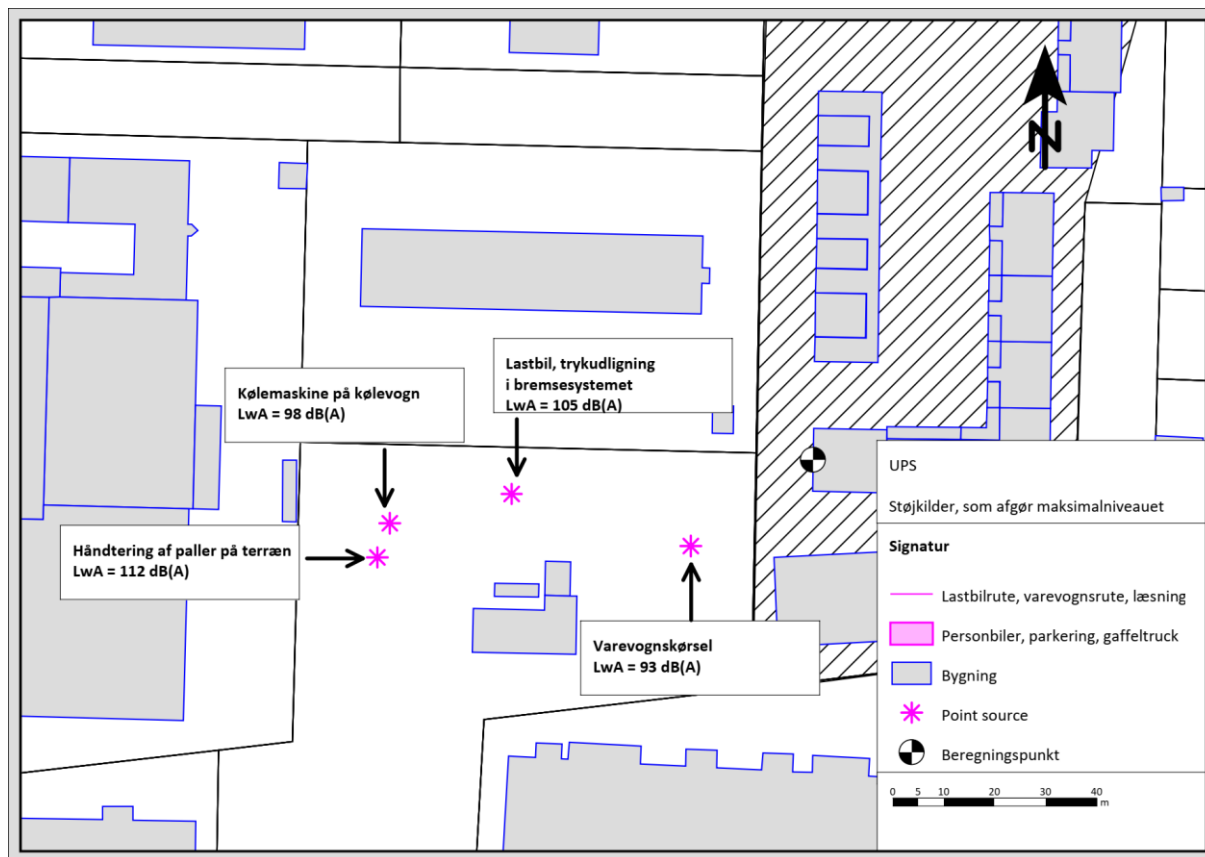 N
Lastbil, trykudligning
i bremsesystemet
LwA = 105 dB(A)
Kølemaskine på kølevogn
LwA = 98 dB(A)
Håndtering af paller på terræn
LwA = 112 dB(A)
Varevognskørsel
LwA = 93 dB(A)
UPS
Støjkilder, som afgør maksimalniveauet
Signatur
Lastbilrute, varevognsrute, læsning
Personbiler, parkering, gaffeltruck
Bygning
Point source
Beregningspunkt
0 5 10 20 30 40
m